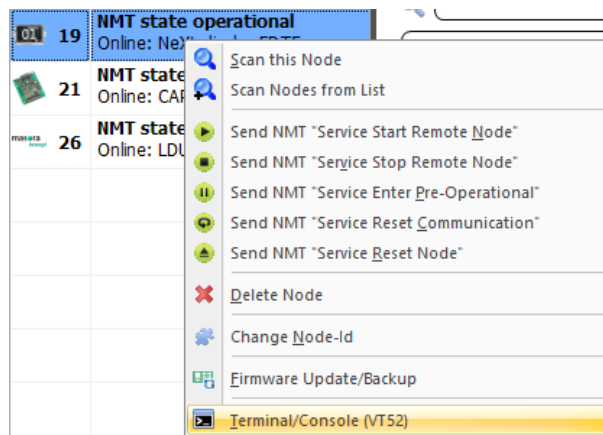 19
NMT state operational
Online: NeX
Scan this Node
Scan Nodes from List
21
NMT state
Online: CAP
Send NMT "Service Start Remote Node"
26
NMT state
Online: LDU
Send NMT "Service Stop Remote Node"
Send NMT "Service Enter Pre-Operational"
Send NMT "Service Reset Communication"
Send NMT "Service Reset Node"
Delete Node
Change Node-Id
Firmware Update/Backup
Terminal/Console (VT52)